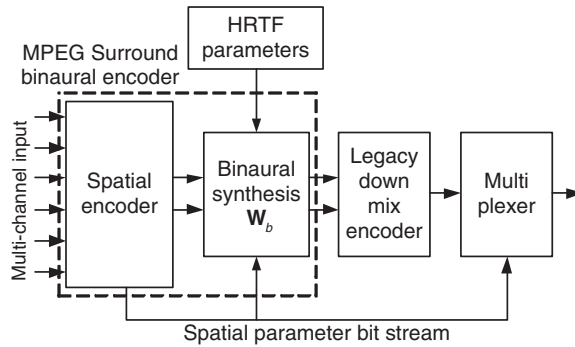 HRTF
parameters
MPEG Surround
binaural encoder
Multi-channel input
Spatial
encoder
Binaural
synthesis
W_b
Legacy
down
mix
encoder
Multi
plexer
Spatial parameter bit stream